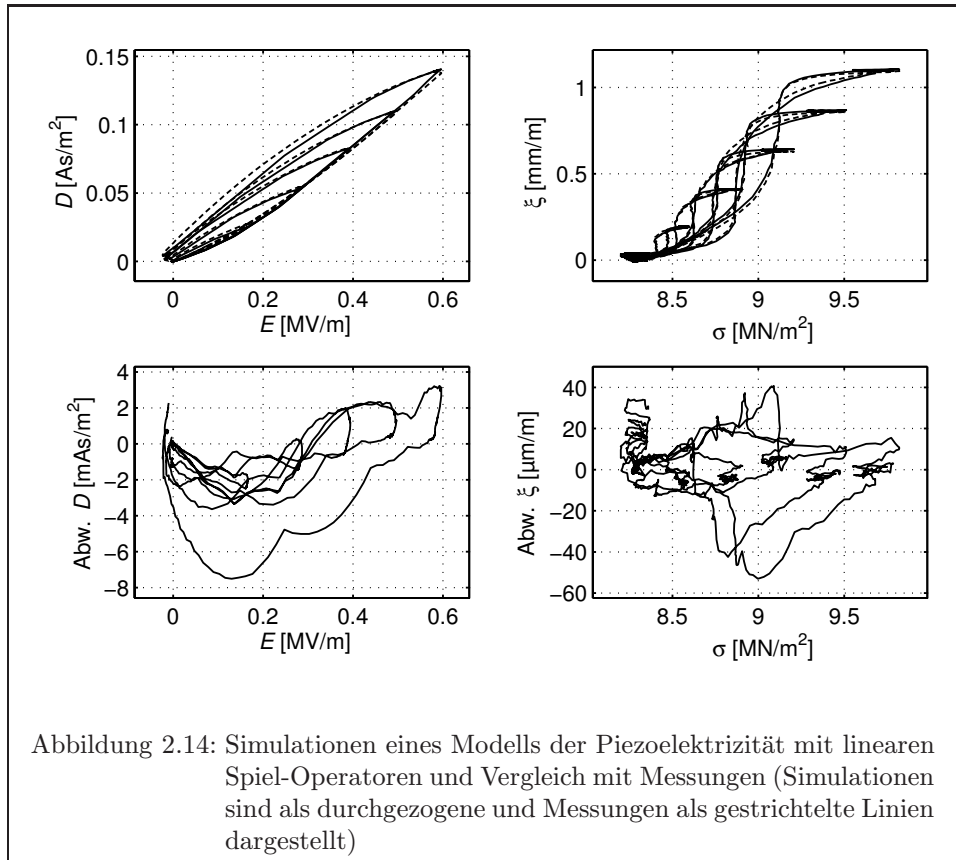 0.15
0.1
0.05
0
D [As/m²]
0 0.2 0.4 0.6
E [MV/m]
1
0.5
0
ξ [mm/m]
8.5 9 9.5
σ [MN/m²]
4
2
0
−2
−4
−6
−8
Abw. D [mAs/m²]
0 0.2 0.4 0.6
E [MV/m]
40
20
0
−20
−40
−60
Abw. ξ [µm/m]
8.5 9 9.5
σ [MN/m²]
Abbildung 2.14: Simulationen eines Modells der Piezoelektrizität mit linearen
Spiel-Operatoren und Vergleich mit Messungen (Simulationen
sind als durchgezogene und Messungen als gestrichtelte Linien
dargestellt)